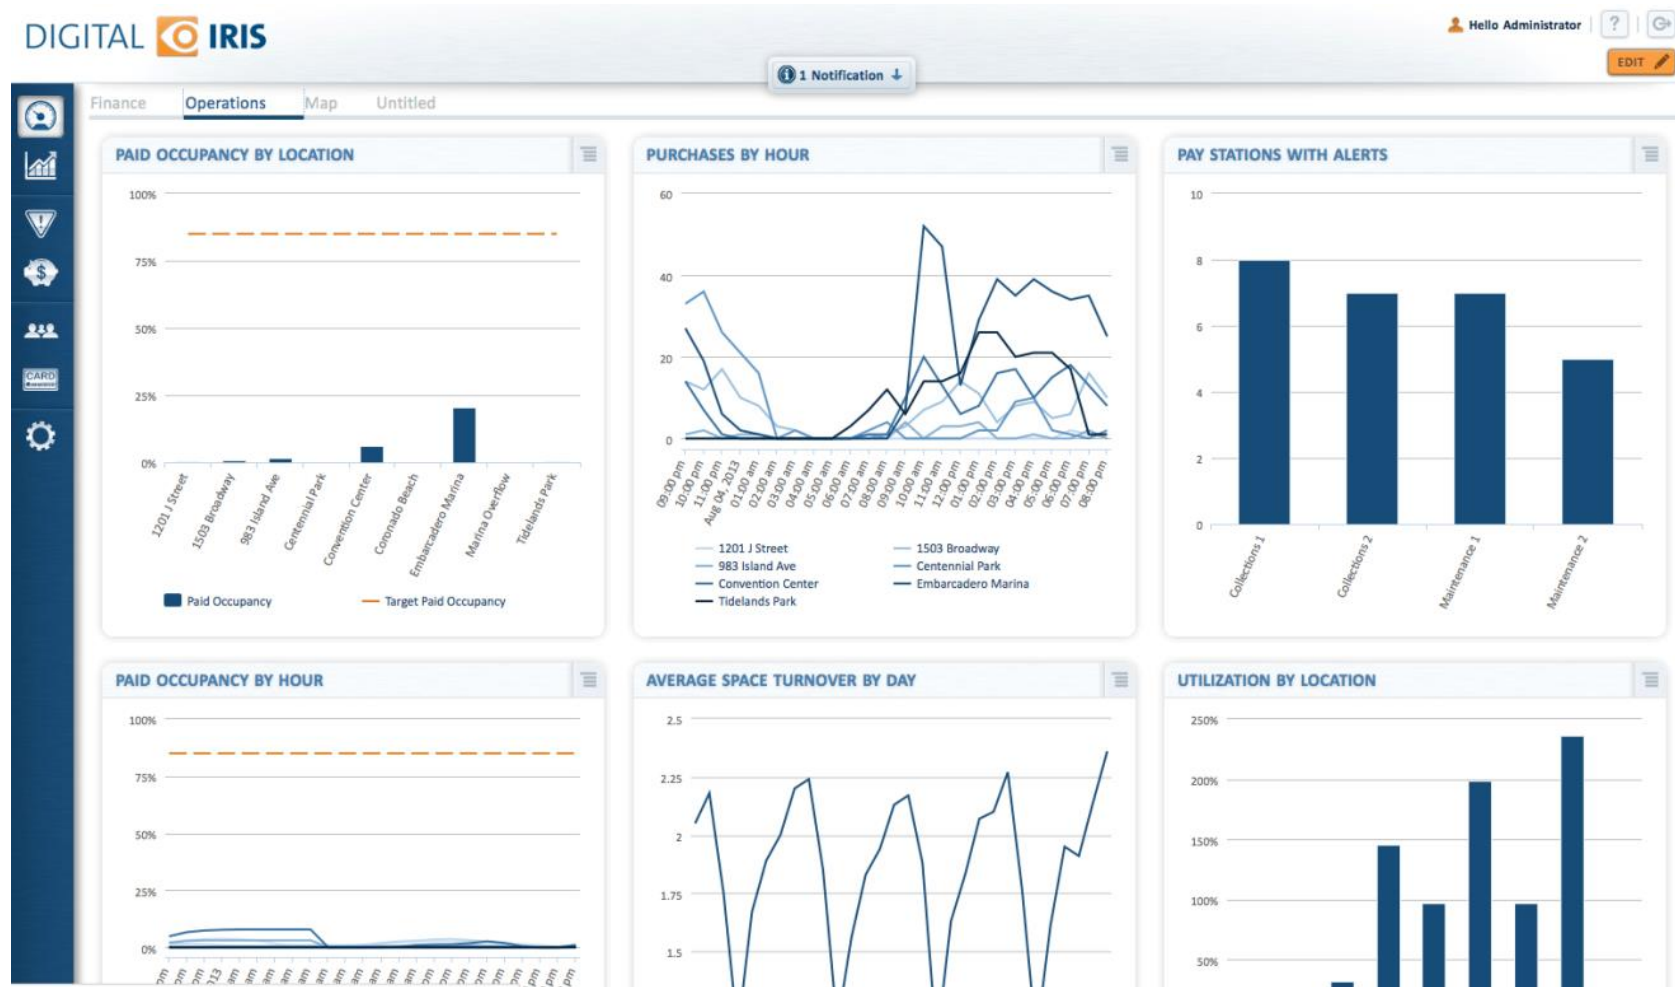 DIGITAL IRIS
Hello Administrator
?
EDIT
1 Notification
Finance Operations Map Untitled
CARD
PAID OCCUPANCY BY LOCATION
100%
75%
50%
25%
0%
1201 J Street
1503 Broadway
983 Island Ave
Centennial Park
Convention Center
Coronado Beach
Embarcadero Marina
Marina Overflow
Tidelands Park
Paid Occupancy Target Paid Occupancy
PURCHASES BY HOUR
60
40
20
0
09:00 pm
10:00 pm
11:00 pm
Aug 04, 2013
01:00 am
02:00 am
03:00 am
04:00 am
05:00 am
06:00 am
07:00 am
08:00 am
09:00 am
10:00 am
11:00 am
12:00 pm
01:00 pm
02:00 pm
03:00 pm
04:00 pm
05:00 pm
06:00 pm
07:00 pm
08:00 pm
1201 J Street 1503 Broadway
983 Island Ave Centennial Park
Convention Center Embarcadero Marina
Tidelands Park
PAY STATIONS WITH ALERTS
10
8
6
4
2
0
Collections 1
Collections 2
Maintenance 1
Maintenance 2
PAID OCCUPANCY BY HOUR
100%
75%
50%
25%
0%
AVERAGE SPACE TURNOVER BY DAY
2.5
2.25
2
1.75
1.5
UTILIZATION BY LOCATION
250%
200%
150%
100%
50%